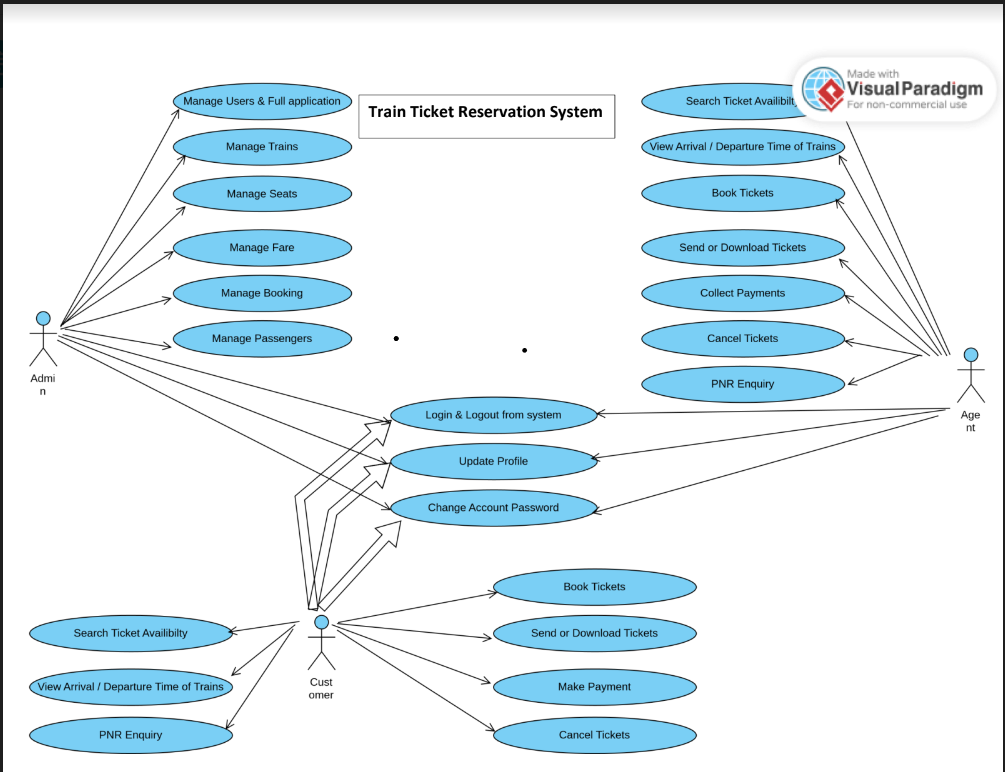 Made with
VisualParadigm
For non-commercial use
Train Ticket Reservation System
Manage Users & Full application
Manage Trains
Manage Seats
Manage Fare
Manage Booking
Manage Passengers
Admi
n
Search Ticket Availibilt
View Arrival / Departure Time of Trains
Book Tickets
Send or Download Tickets
Collect Payments
Cancel Tickets
PNR Enquiry
Age
nt
Login & Logout from system
Update Profile
Change Account Password
Search Ticket Availibilty
View Arrival / Departure Time of Trains
PNR Enquiry
Cust
omer
Book Tickets
Send or Download Tickets
Make Payment
Cancel Tickets